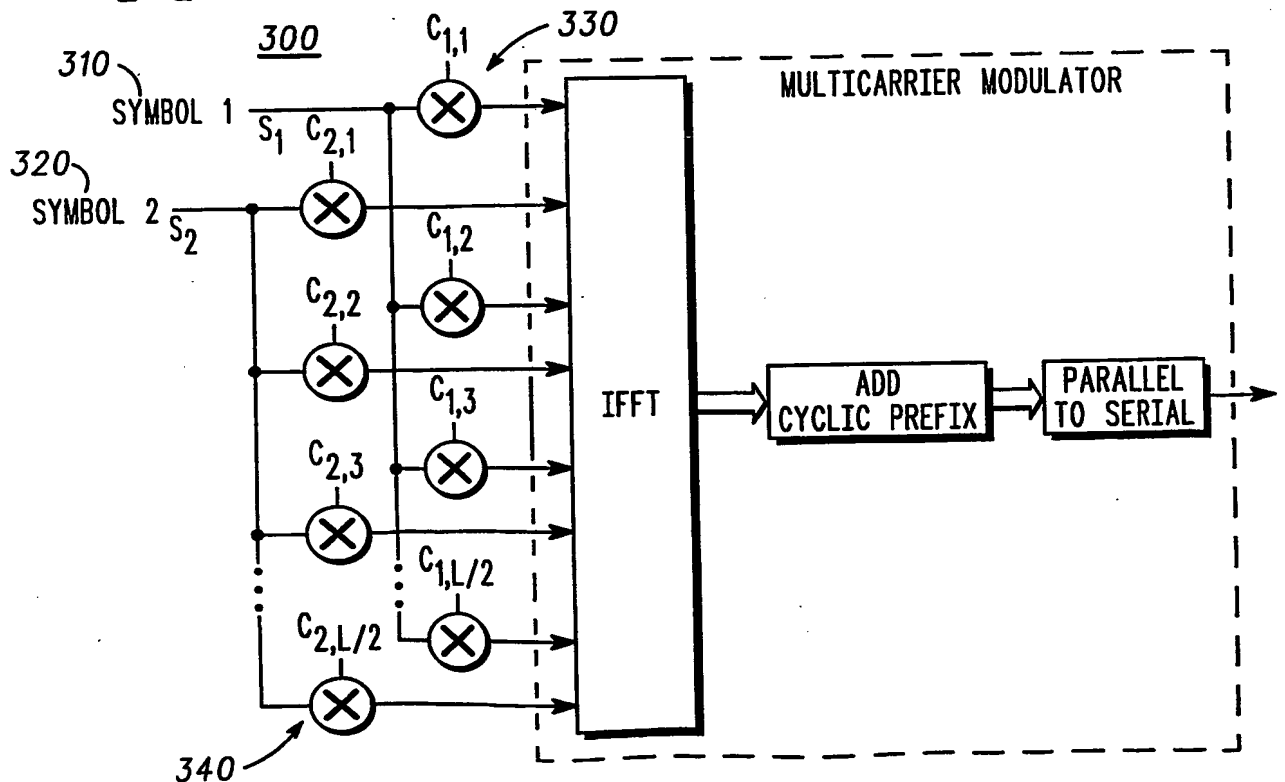 300
330
310
C1,1
MULTICARRIER MODULATOR
SYMBOL 1
S1
C2,1
320
SYMBOL 2
S2
C1,2
C2,2
IFFT
ADD
CYCLIC PREFIX
PARALLEL
TO SERIAL
C1,3
C2,3
C1,L/2
C2,L/2
340